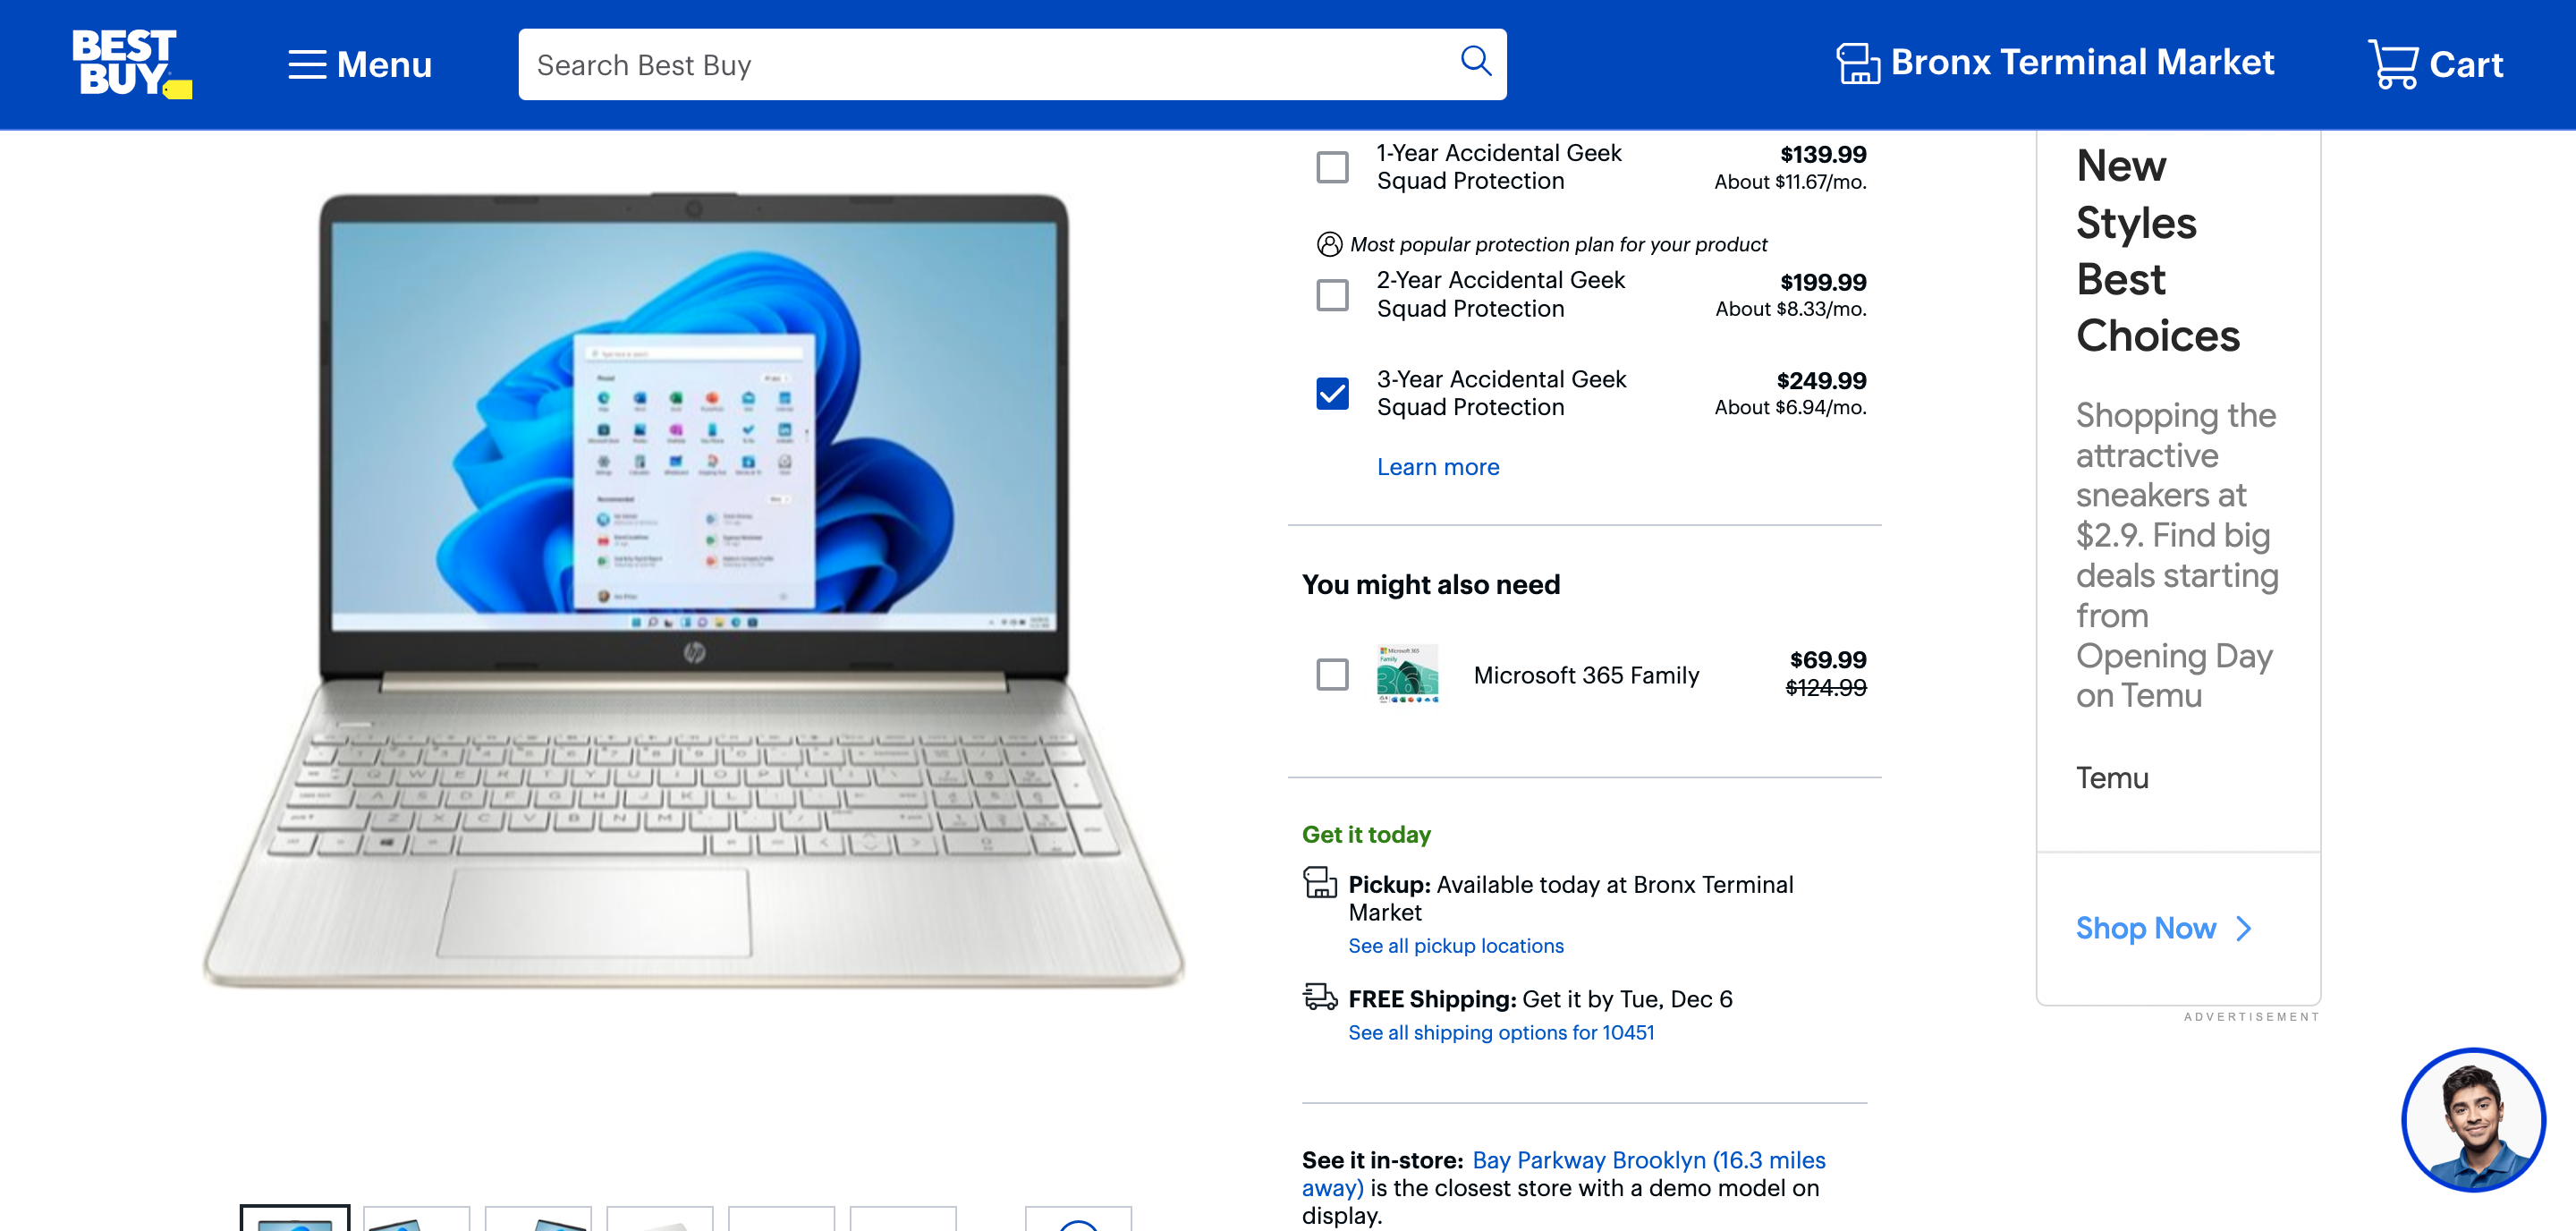 BEST
BUY
Menu
Search Best Buy
Bronx Terminal Market
Cart
1-Year Accidental Geek
Squad Protection
$139.99
About $11.67/mo.
Most popular protection plan for your product
2-Year Accidental Geek
Squad Protection
$199.99
About $8.33/mo.
3-Year Accidental Geek
Squad Protection
$249.99
About $6.94/mo.
Learn more
You might also need
Microsoft 365 Family
$69.99
$124.99
Get it today
Pickup: Available today at Bronx Terminal
Market
See all pickup locations
FREE Shipping: Get it by Tue, Dec 6
See all shipping options for 10451
See it in-store: Bay Parkway Brooklyn (16.3 miles
away) is the closest store with a demo model on
display.
New
Styles
Best
Choices
Shopping the
attractive
sneakers at
$2.9. Find big
deals starting
from
Opening Day
on Temu
Temu
Shop Now
ADVERTISEMENT
hp
Microsoft 365
Family
365